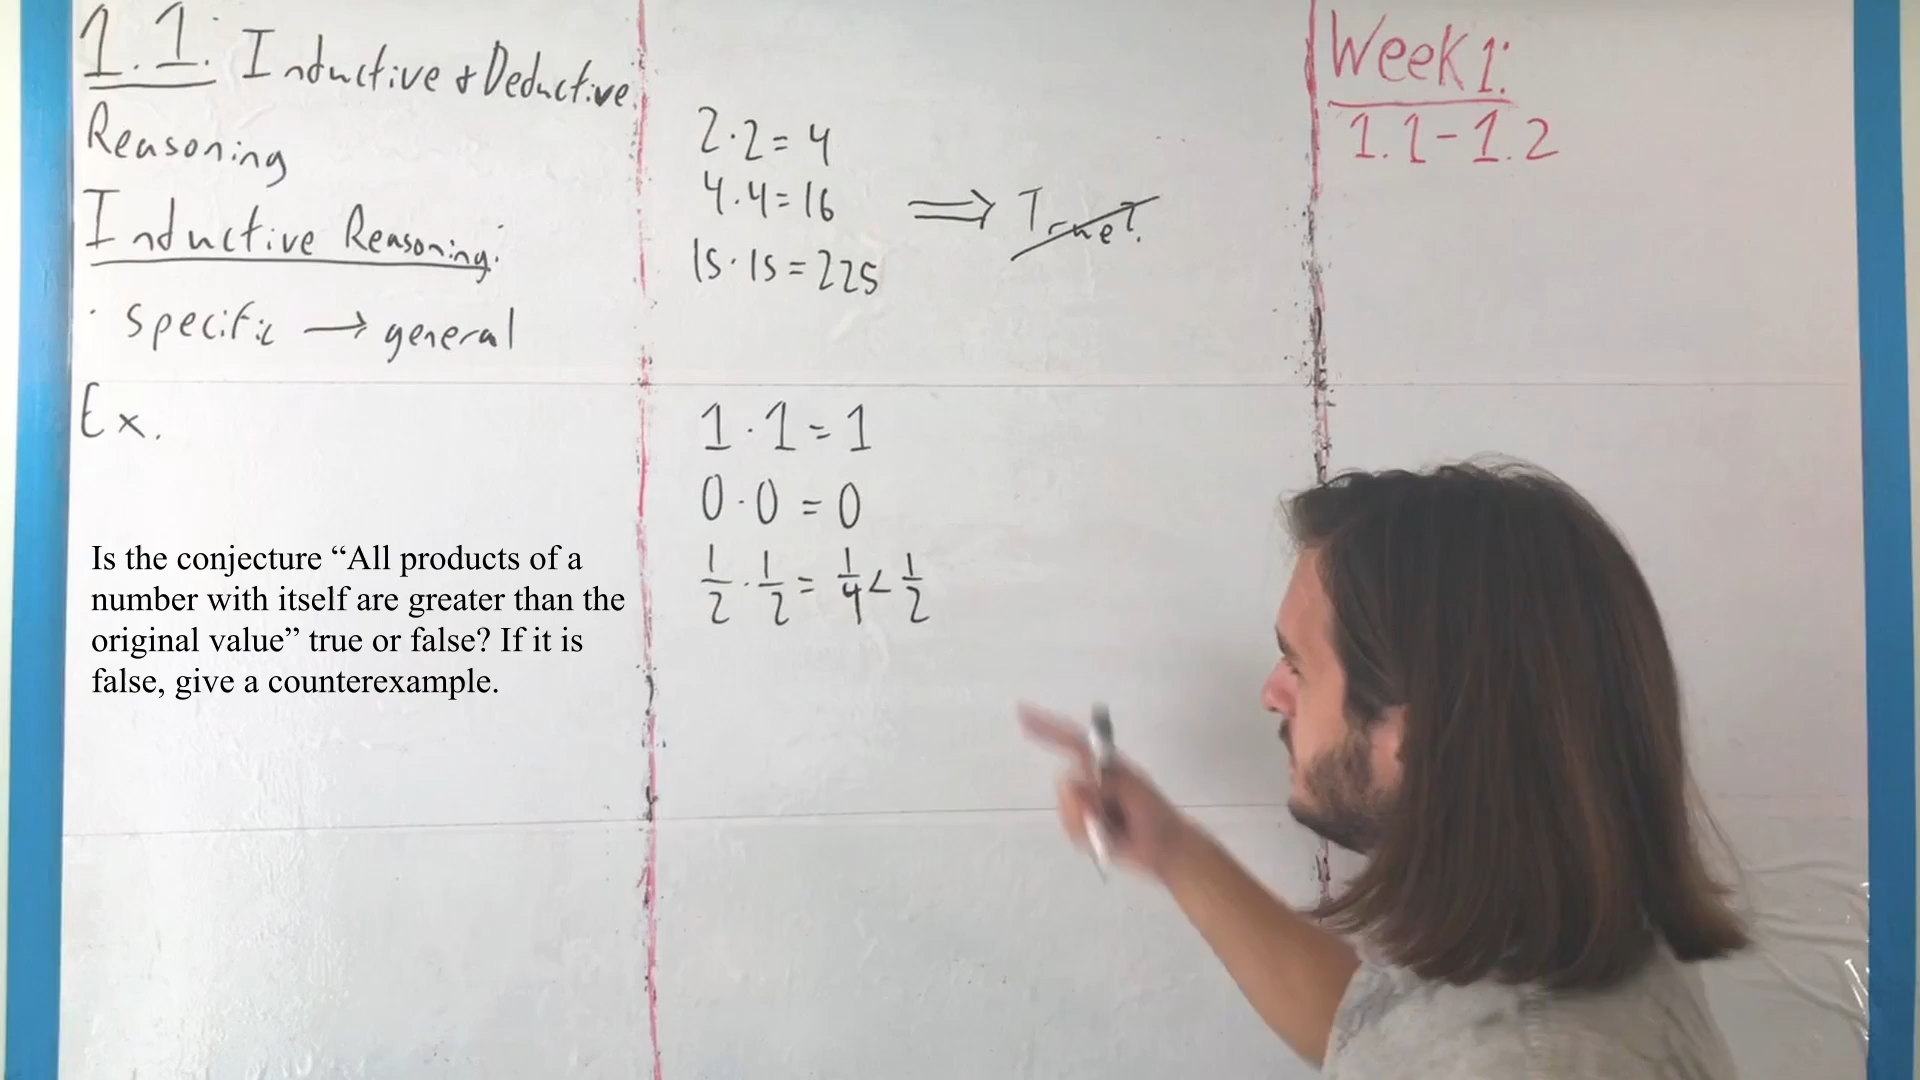 1.1. Inductive & Deductive
Reasoning
Inductive Reasoning:
· specific → general
Ex.
Is the conjecture “All products of a
number with itself are greater than the
original value” true or false? If it is
false, give a counterexample.
2·2=4
4·4=16
15·15=225
⟹ True?
1·1=1
0·0=0
1/2·1/2=1/4<1/2
Week 1:
1.1-1.2